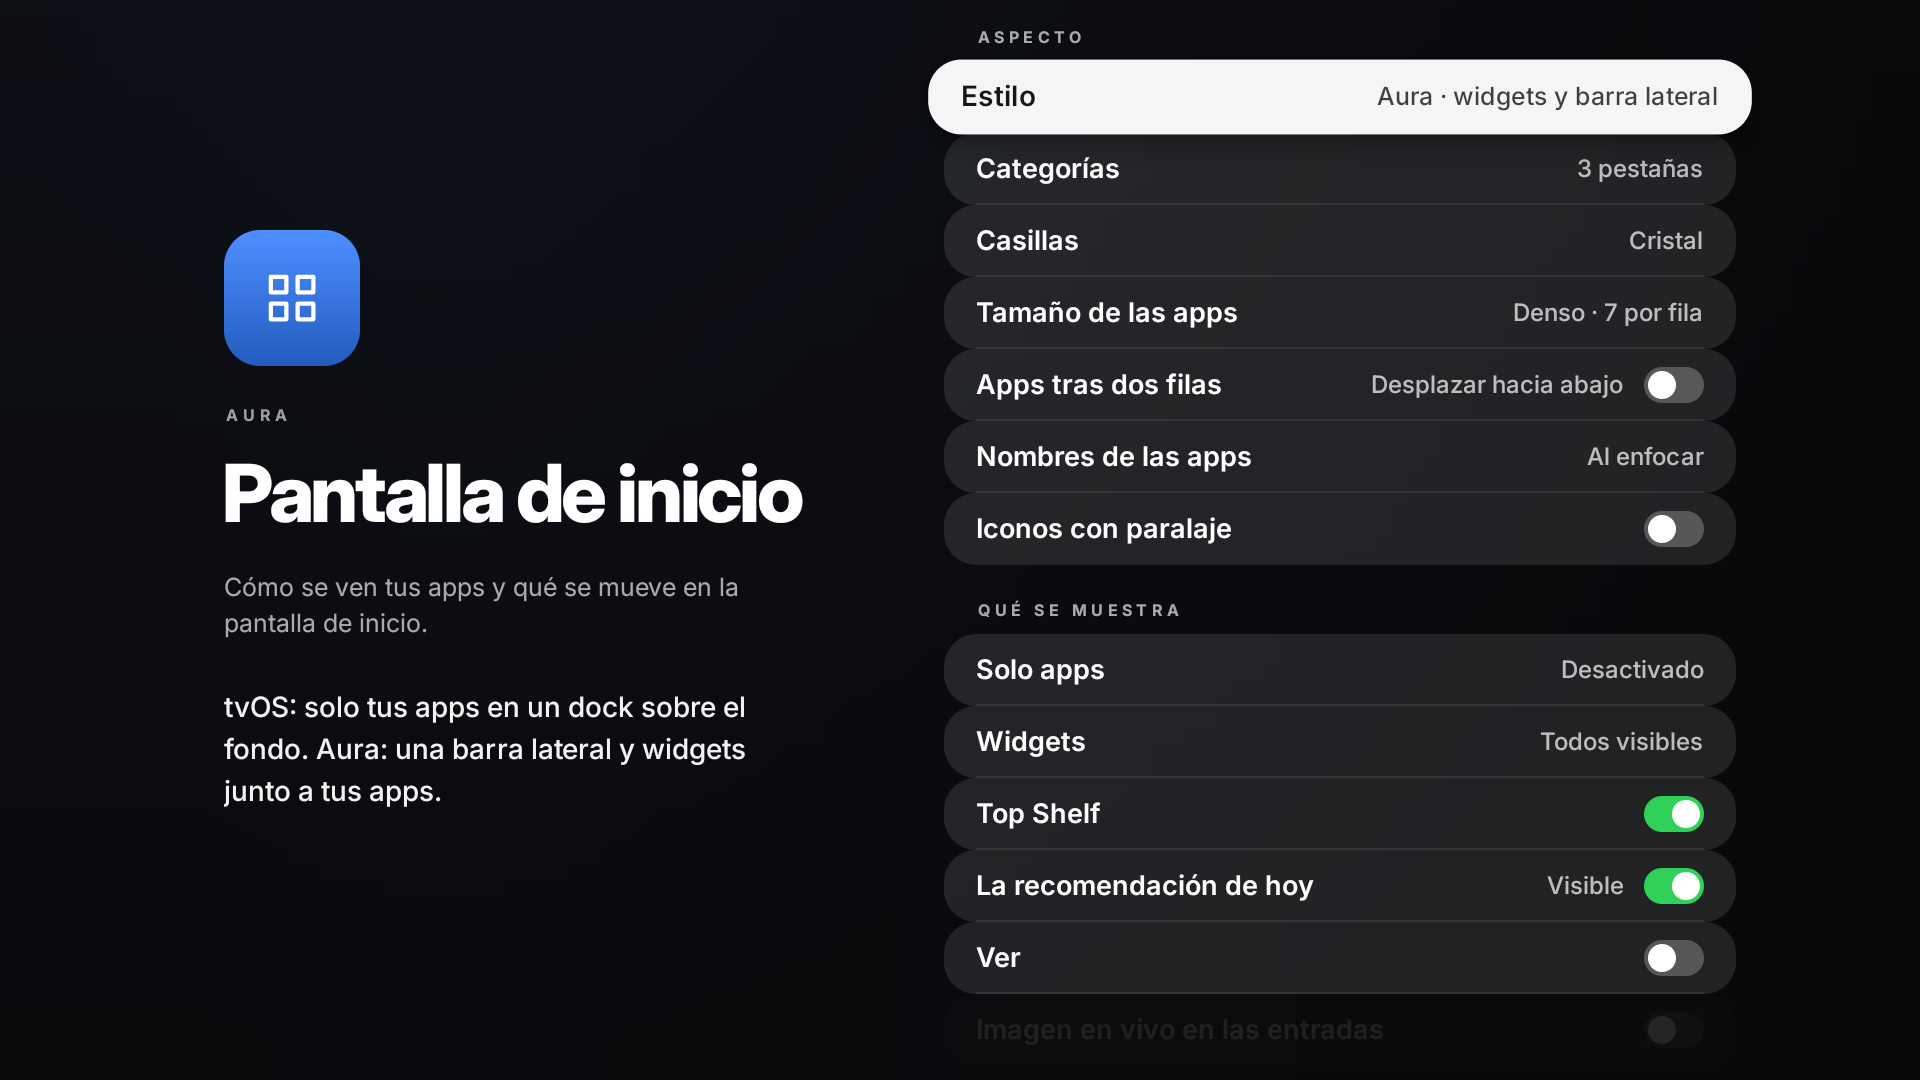 AURA
Pantalla de inicio
Cómo se ven tus apps y qué se mueve en la
pantalla de inicio.
tvOS: solo tus apps en un dock sobre el
fondo. Aura: una barra lateral y widgets
junto a tus apps.
ASPECTO
Estilo Aura · widgets y barra lateral
Categorías 3 pestañas
Casillas Cristal
Tamaño de las apps Denso · 7 por fila
Apps tras dos filas Desplazar hacia abajo
Nombres de las apps Al enfocar
Iconos con paralaje
QUÉ SE MUESTRA
Solo apps Desactivado
Widgets Todos visibles
Top Shelf
La recomendación de hoy Visible
Ver
Imagen en vivo en las entradas